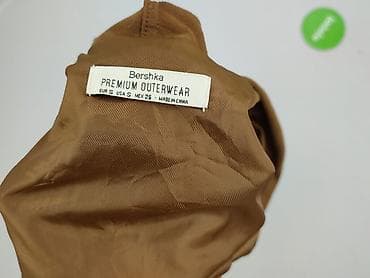 Bershka
PREMIUM OUTERWEAR
EUR S USA S MEX 26 - MADE IN CHINA